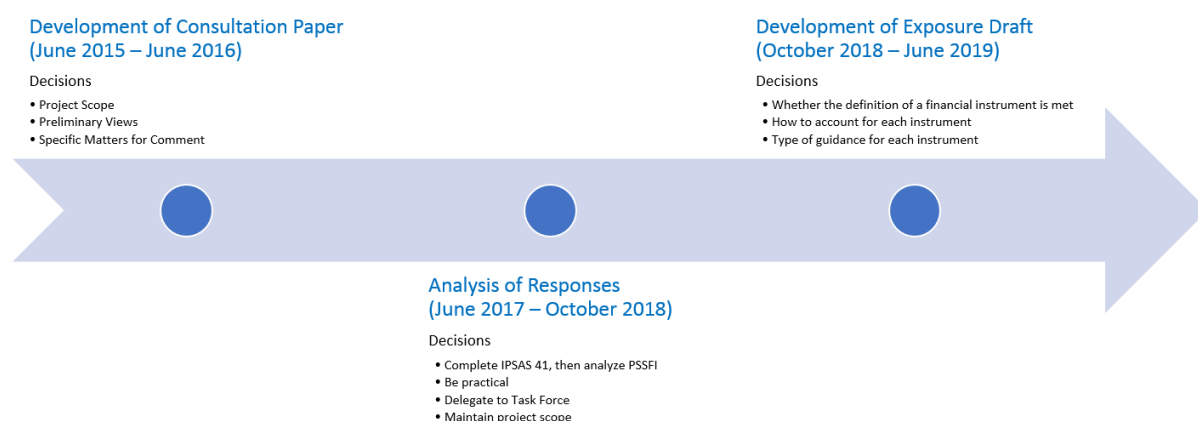 Development of Consultation Paper
(June 2015 – June 2016)
Decisions
• Project Scope
• Preliminary Views
• Specific Matters for Comment
Development of Exposure Draft
(October 2018 – June 2019)
Decisions
• Whether the definition of a financial instrument is met
• How to account for each instrument
• Type of guidance for each instrument
Analysis of Responses
(June 2017 – October 2018)
Decisions
• Complete IPSAS 41, then analyze PSSFI
• Be practical
• Delegate to Task Force
• Maintain project scope